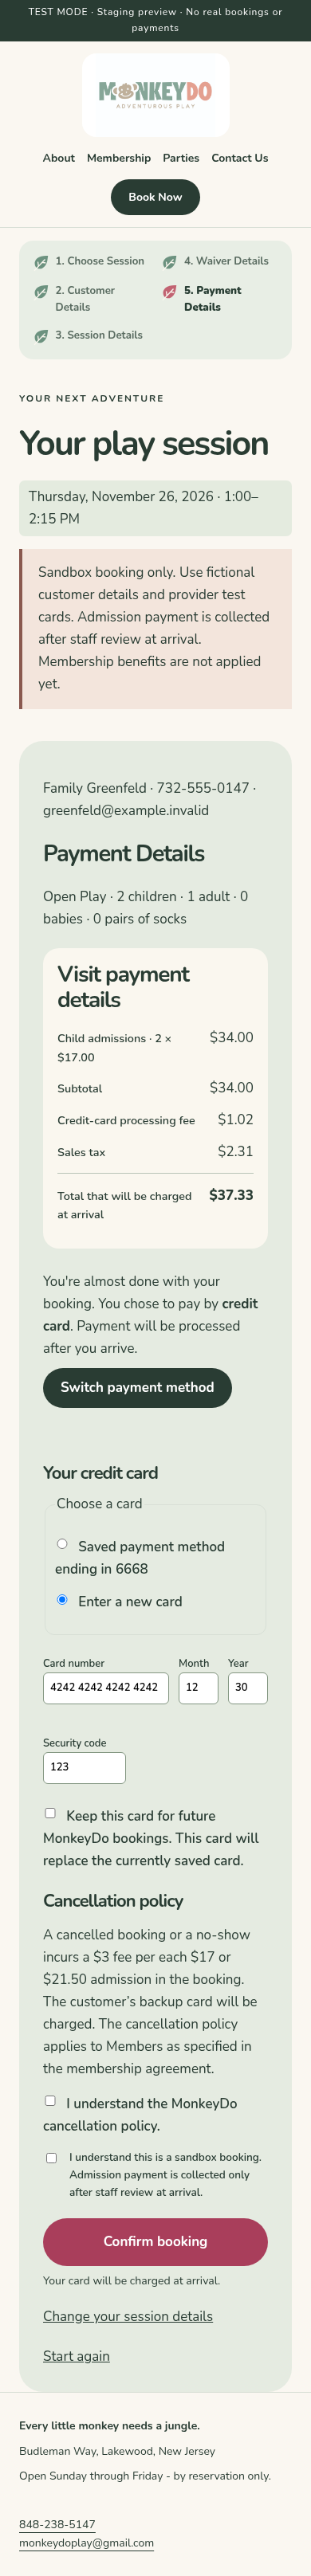 TEST MODE · Staging preview · No real bookings or
payments
MONKEYDO
ADVENTUROUS PLAY
About Membership Parties Contact Us
Book Now
1. Choose Session
2. Customer
Details
3. Session Details
4. Waiver Details
5. Payment
Details
YOUR NEXT ADVENTURE
Your play session
Thursday, November 26, 2026 · 1:00–
2:15 PM
Sandbox booking only. Use fictional
customer details and provider test
cards. Admission payment is collected
after staff review at arrival.
Membership benefits are not applied
yet.
Family Greenfeld · 732-555-0147 ·
greenfeld@example.invalid
Payment Details
Open Play · 2 children · 1 adult · 0
babies · 0 pairs of socks
Visit payment
details
Child admissions · 2 ×
$17.00
$34.00
Subtotal $34.00
Credit-card processing fee $1.02
Sales tax $2.31
Total that will be charged
at arrival
$37.33
You're almost done with your
booking. You chose to pay by credit
card. Payment will be processed
after you arrive.
Switch payment method
Your credit card
Choose a card
Saved payment method
ending in 6668
Enter a new card
Card number Month Year
4242 4242 4242 4242 12 30
Security code
123
Keep this card for future
MonkeyDo bookings. This card will
replace the currently saved card.
Cancellation policy
A cancelled booking or a no-show
incurs a $3 fee per each $17 or
$21.50 admission in the booking.
The customer’s backup card will be
charged. The cancellation policy
applies to Members as specified in
the membership agreement.
I understand the MonkeyDo
cancellation policy.
I understand this is a sandbox booking.
Admission payment is collected only
after staff review at arrival.
Confirm booking
Your card will be charged at arrival.
Change your session details
Start again
Every little monkey needs a jungle.
Budleman Way, Lakewood, New Jersey
Open Sunday through Friday - by reservation only.
848-238-5147
monkeydoplay@gmail.com